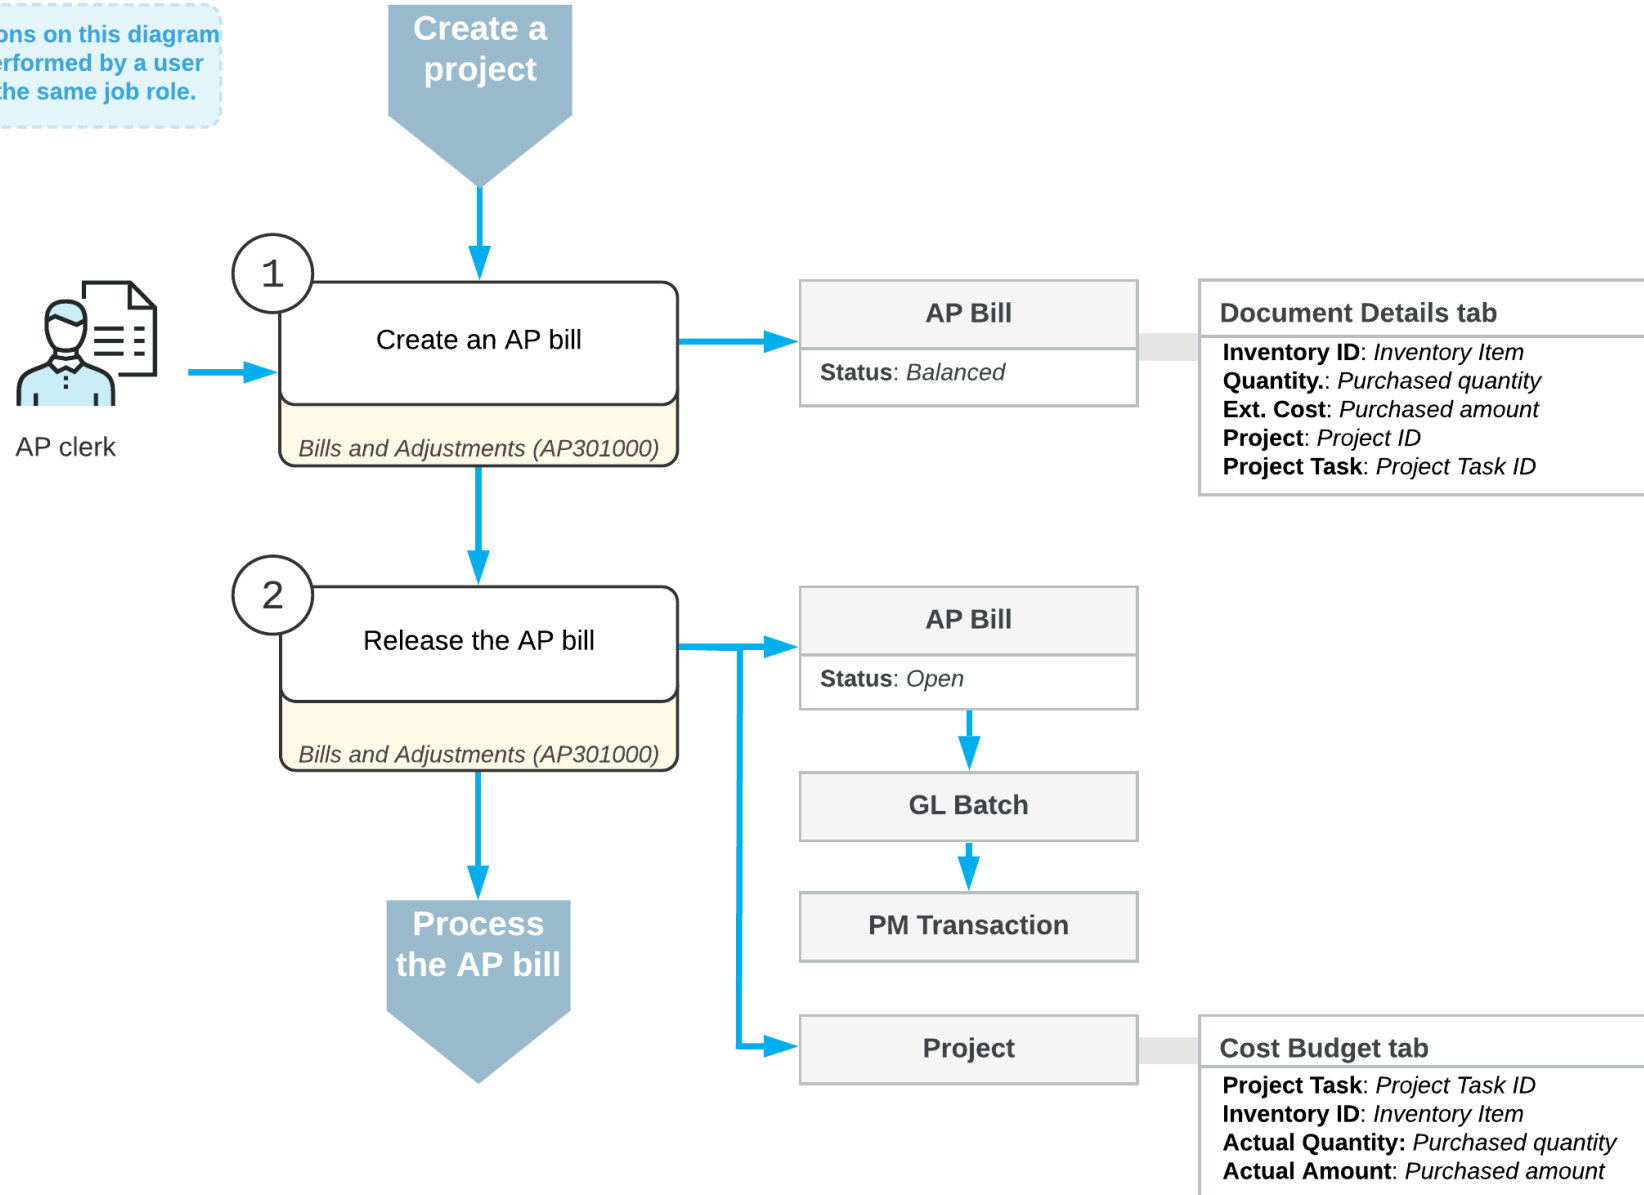 ons on this diagram
erformed by a user
the same job role.
Create a
project
1
Create an AP bill
Bills and Adjustments (AP301000)
AP clerk
AP Bill
Status: Balanced
Document Details tab
Inventory ID: Inventory Item
Quantity.: Purchased quantity
Ext. Cost: Purchased amount
Project: Project ID
Project Task: Project Task ID
2
Release the AP bill
Bills and Adjustments (AP301000)
AP Bill
Status: Open
GL Batch
PM Transaction
Process
the AP bill
Project
Cost Budget tab
Project Task: Project Task ID
Inventory ID: Inventory Item
Actual Quantity: Purchased quantity
Actual Amount: Purchased amount